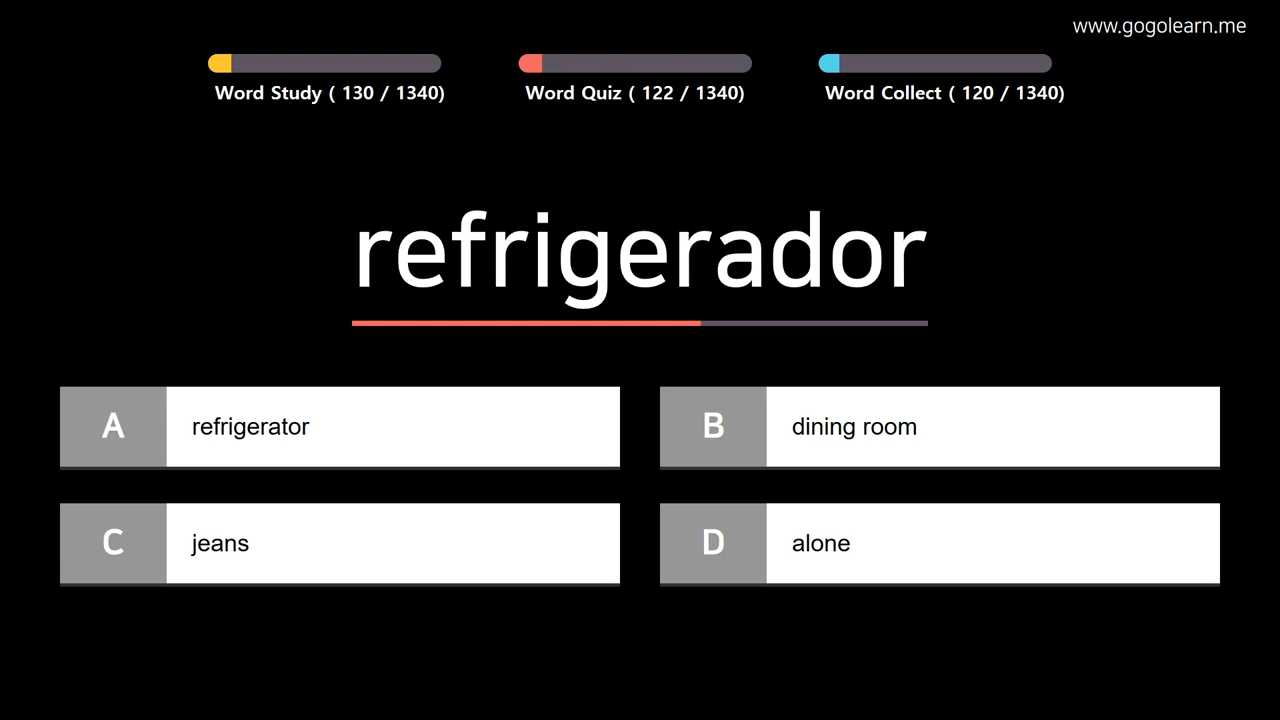 www.gogolearn.me
Word Study ( 130 / 1340)
Word Quiz ( 122 / 1340)
Word Collect ( 120 / 1340)
refrigerador
A
refrigerator
B
dining room
C
jeans
D
alone